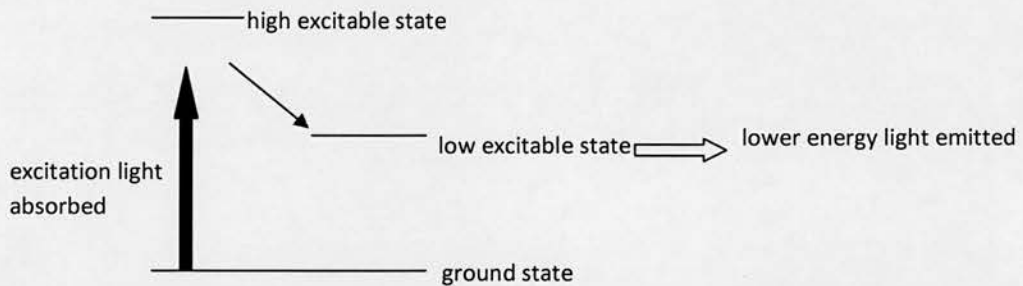 high excitable state
low excitable state
lower energy light emitted
excitation light
absorbed
ground state